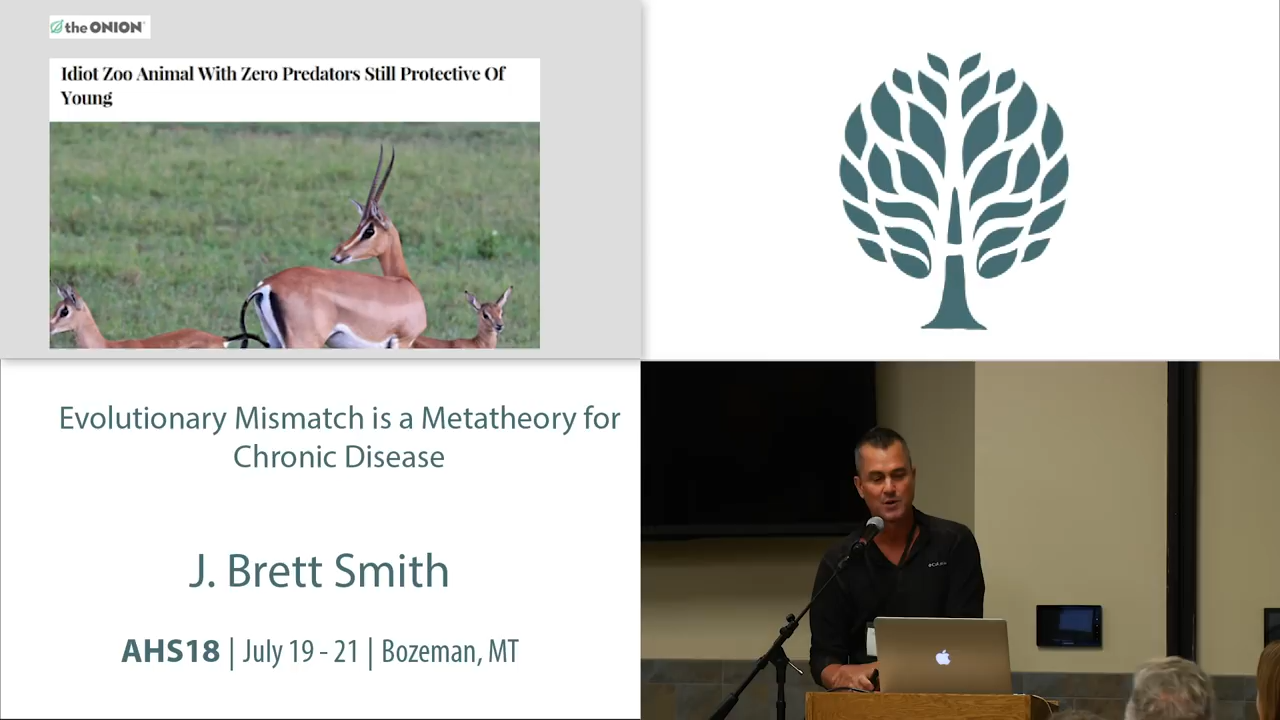 the ONION
Idiot Zoo Animal With Zero Predators Still Protective Of
Young
Evolutionary Mismatch is a Metatheory for
Chronic Disease
J. Brett Smith
AHS18 | July 19 - 21 | Bozeman, MT